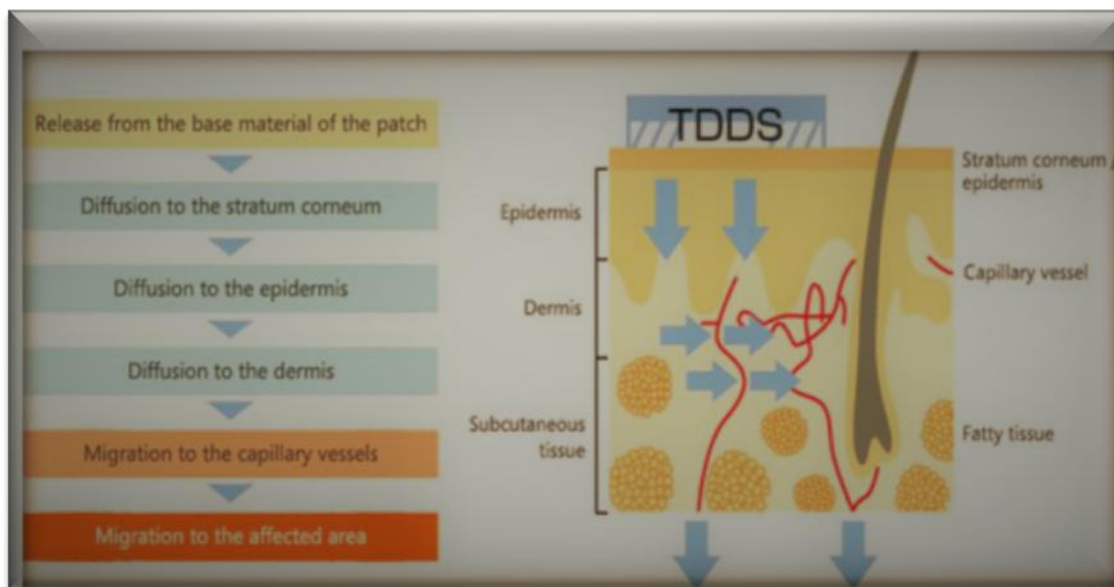 Release from the base material of the patch
Diffusion to the stratum corneum
Diffusion to the epidermis
Diffusion to the dermis
Migration to the capillary vessels
Migration to the affected area
TDDS
Epidermis
Dermis
Subcutaneous
tissue
Stratum corneum /
epidermis
Capillary vessel
Fatty tissue